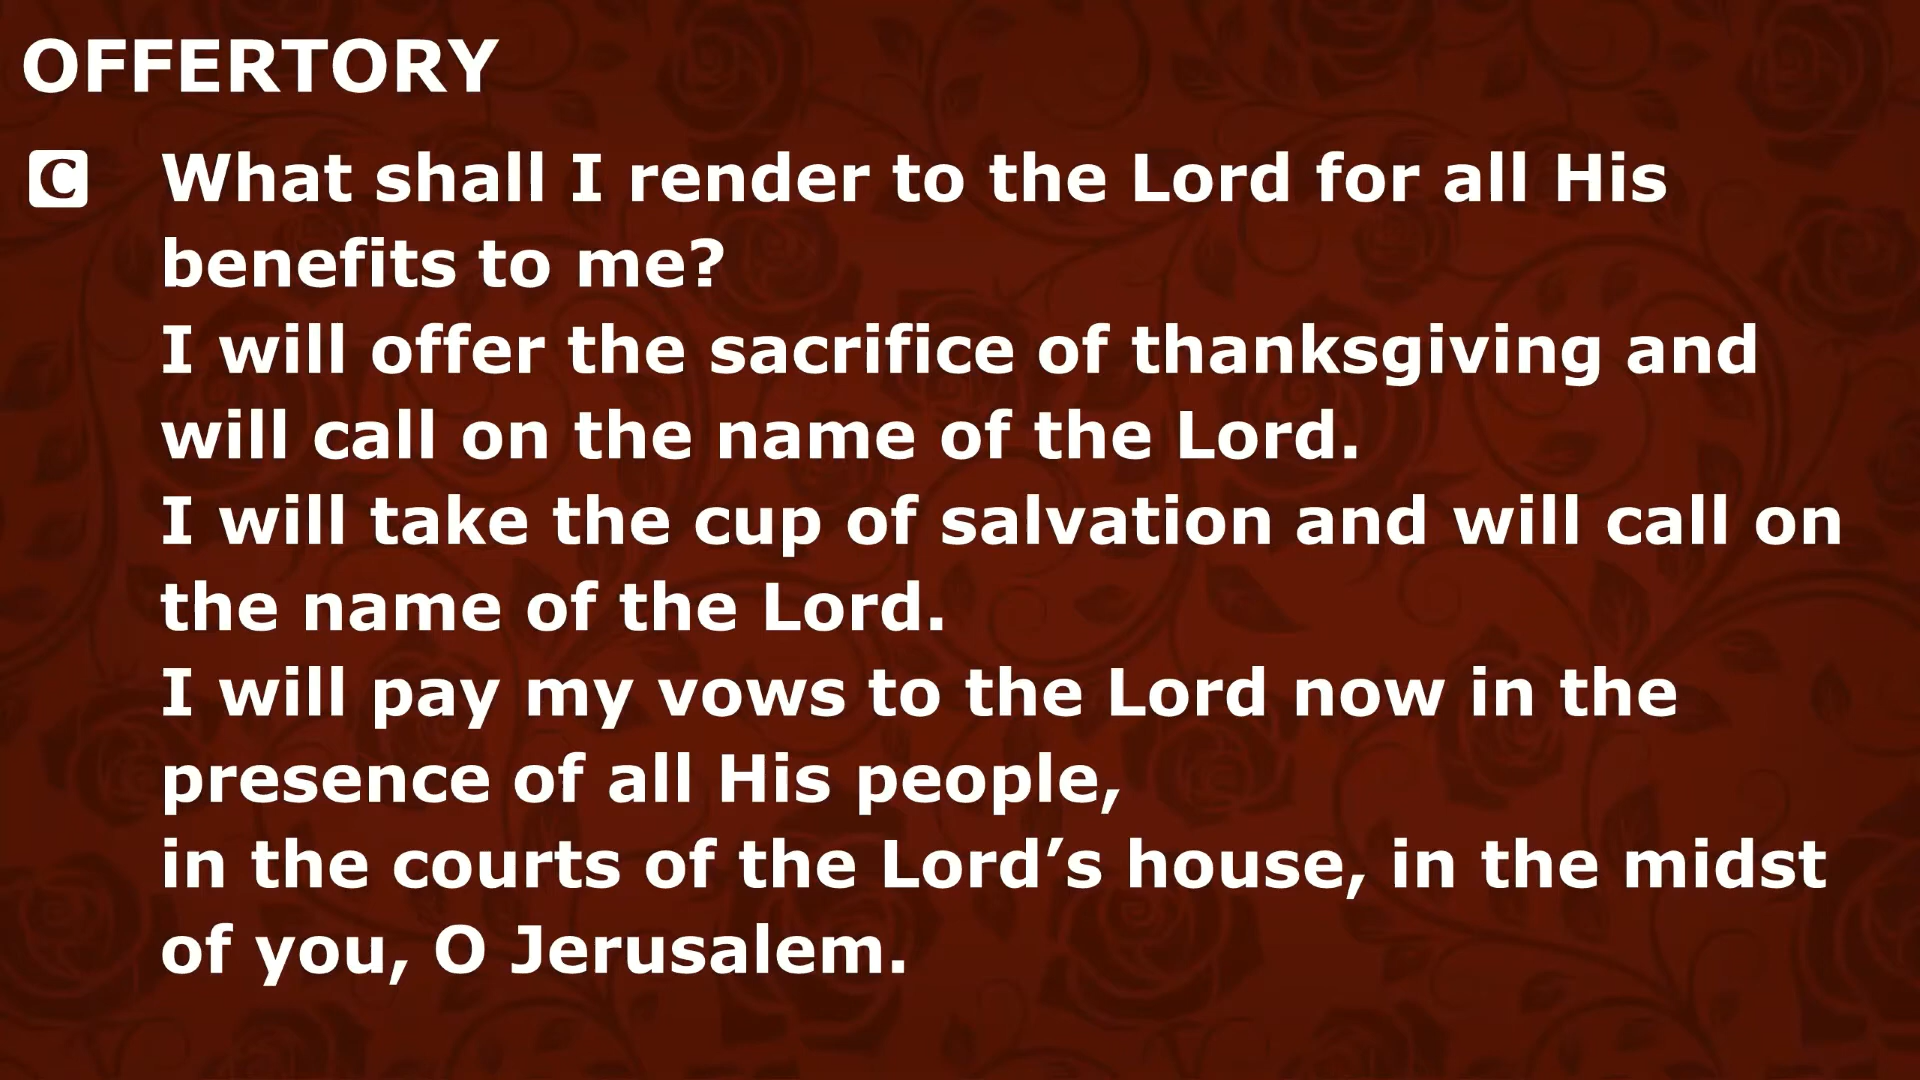 OFFERTORY
C What shall I render to the Lord for all His
benefits to me?
I will offer the sacrifice of thanksgiving and
will call on the name of the Lord.
I will take the cup of salvation and will call on
the name of the Lord.
I will pay my vows to the Lord now in the
presence of all His people,
in the courts of the Lord’s house, in the midst
of you, O Jerusalem.